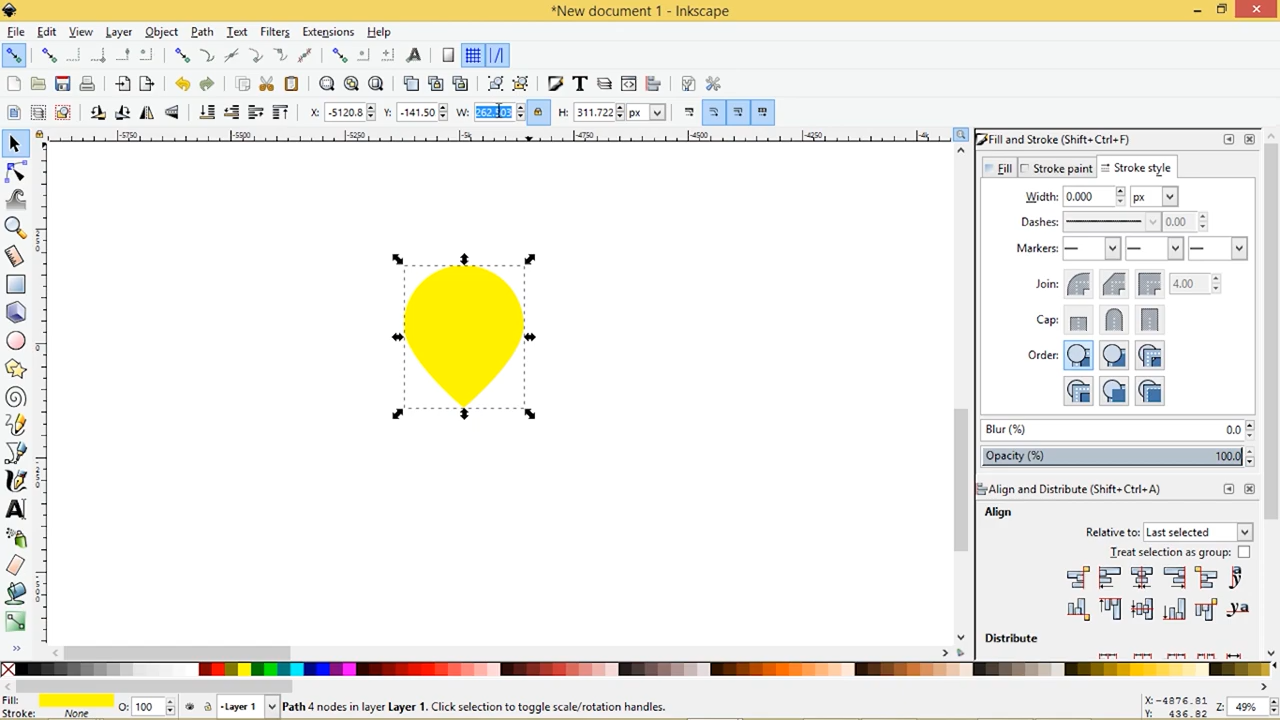 *New document 1 - Inkscape
File Edit View Layer Object Path Text Filters Extensions Help
X: -5120.8 Y: -141.50 W: 262.303 H: 311.722 px
Fill and Stroke (Shift+Ctrl+F)
Fill Stroke paint Stroke style
Width: 0.000 px
Dashes: 0.00
Markers:
Join: 4.00
Cap:
Order:
Blur (%) 0.0
Opacity (%) 100.0
Align and Distribute (Shift+Ctrl+A)
Align
Relative to: Last selected
Treat selection as group:
Distribute
Fill: O: 100 -Layer 1 Path 4 nodes in layer Layer 1. Click selection to toggle scale/rotation handles. X: -4876.81 Z: 49%
Stroke: None Y: 436.82